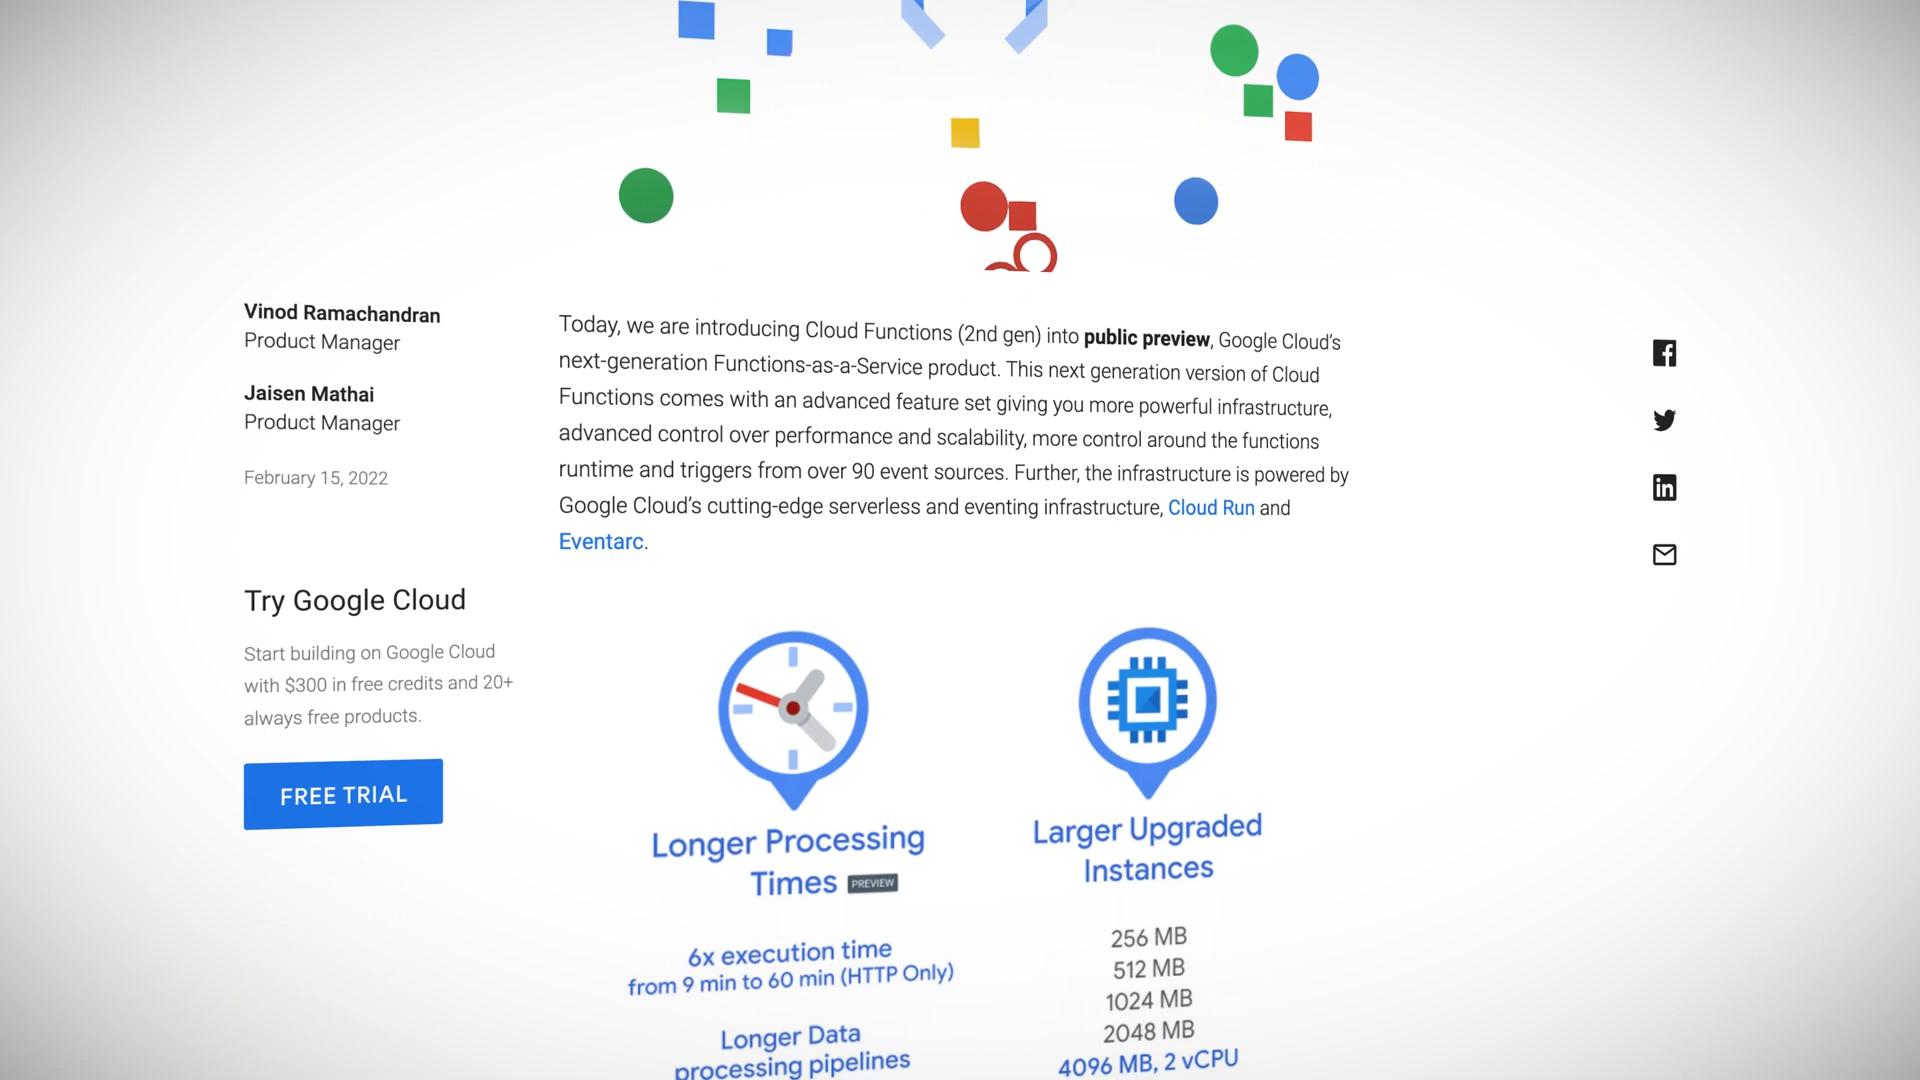 Vinod Ramachandran
Product Manager
Jaisen Mathai
Product Manager
February 15, 2022
Try Google Cloud
Start building on Google Cloud
with $300 in free credits and 20+
always free products.
FREE TRIAL
Today, we are introducing Cloud Functions (2nd gen) into public preview, Google Cloud’s
next-generation Functions-as-a-Service product. This next generation version of Cloud
Functions comes with an advanced feature set giving you more powerful infrastructure,
advanced control over performance and scalability, more control around the functions
runtime and triggers from over 90 event sources. Further, the infrastructure is powered by
Google Cloud’s cutting-edge serverless and eventing infrastructure, Cloud Run and
Eventarc.
Longer Processing
Times PREVIEW
6x execution time
from 9 min to 60 min (HTTP Only)
Longer Data
processing pipelines
Larger Upgraded
Instances
256 MB
512 MB
1024 MB
2048 MB
4096 MB, 2 vCPU